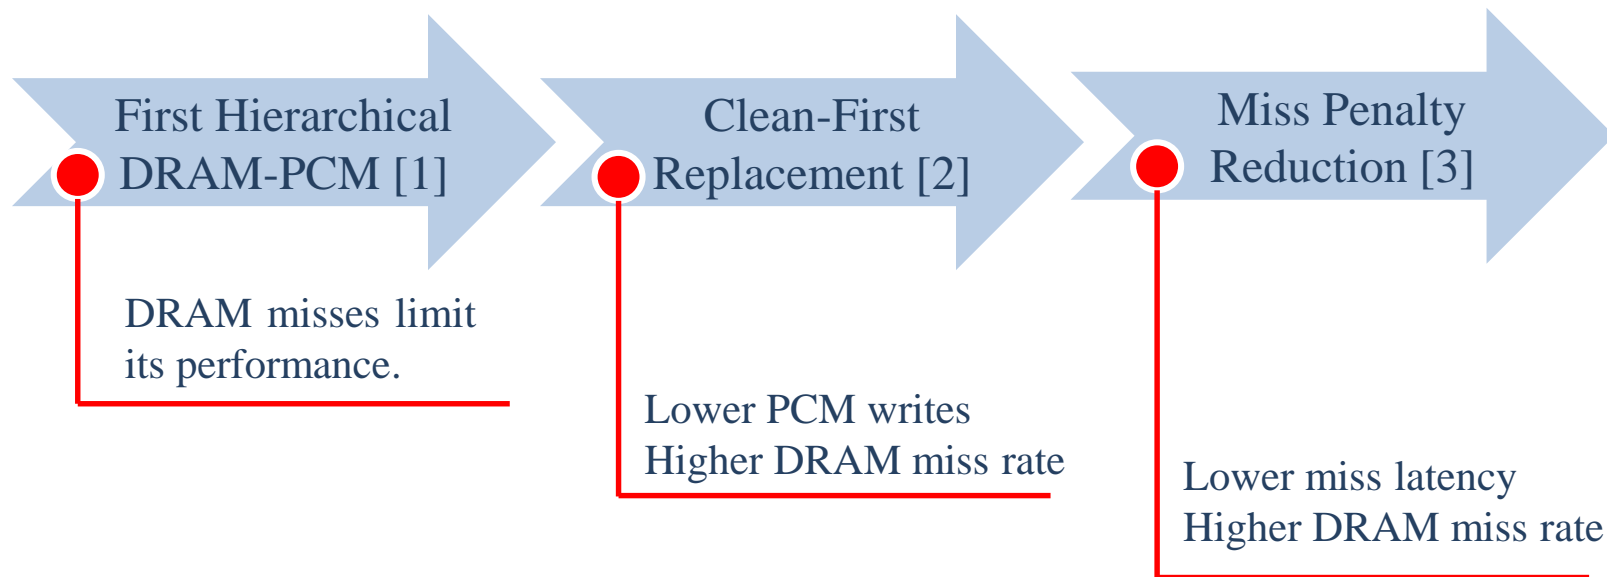 First Hierarchical
DRAM-PCM [1]
Clean-First
Replacement [2]
Miss Penalty
Reduction [3]
DRAM misses limit
its performance.
Lower PCM writes
Higher DRAM miss rate
Lower miss latency
Higher DRAM miss rate